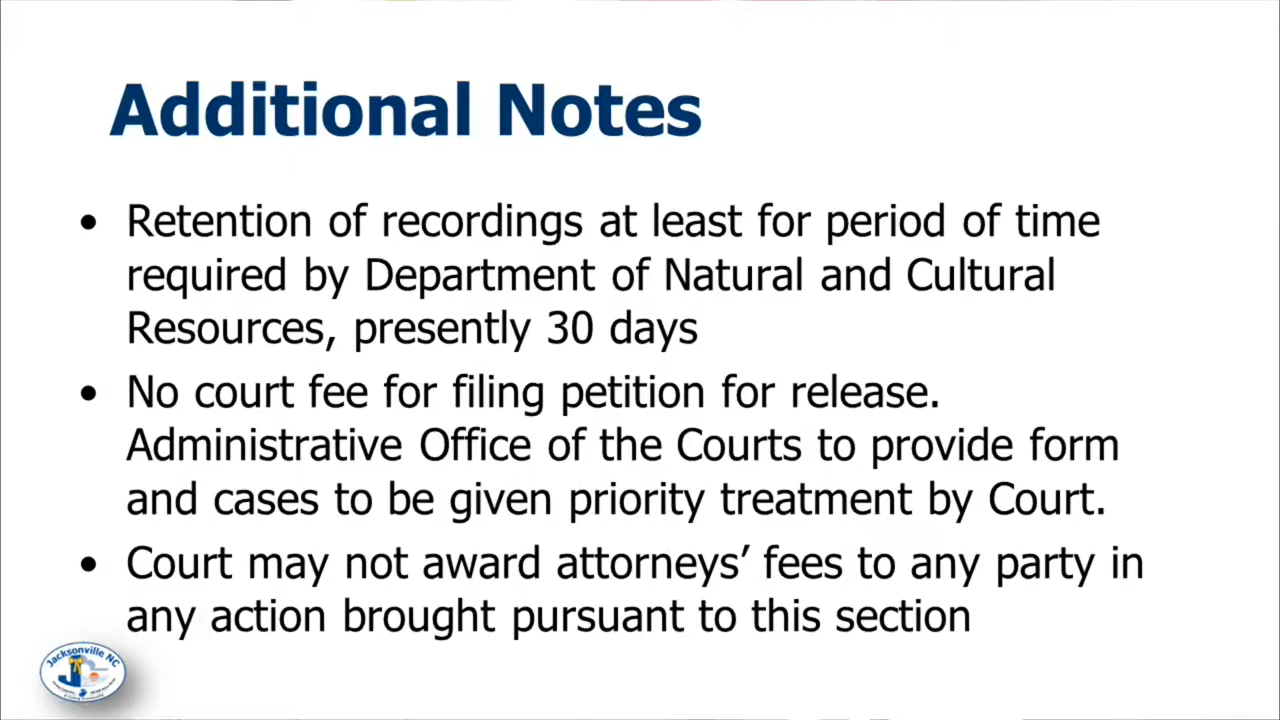 Additional Notes
• Retention of recordings at least for period of time
required by Department of Natural and Cultural
Resources, presently 30 days
• No court fee for filing petition for release.
Administrative Office of the Courts to provide form
and cases to be given priority treatment by Court.
• Court may not award attorneys’ fees to any party in
any action brought pursuant to this section
Jacksonville NC